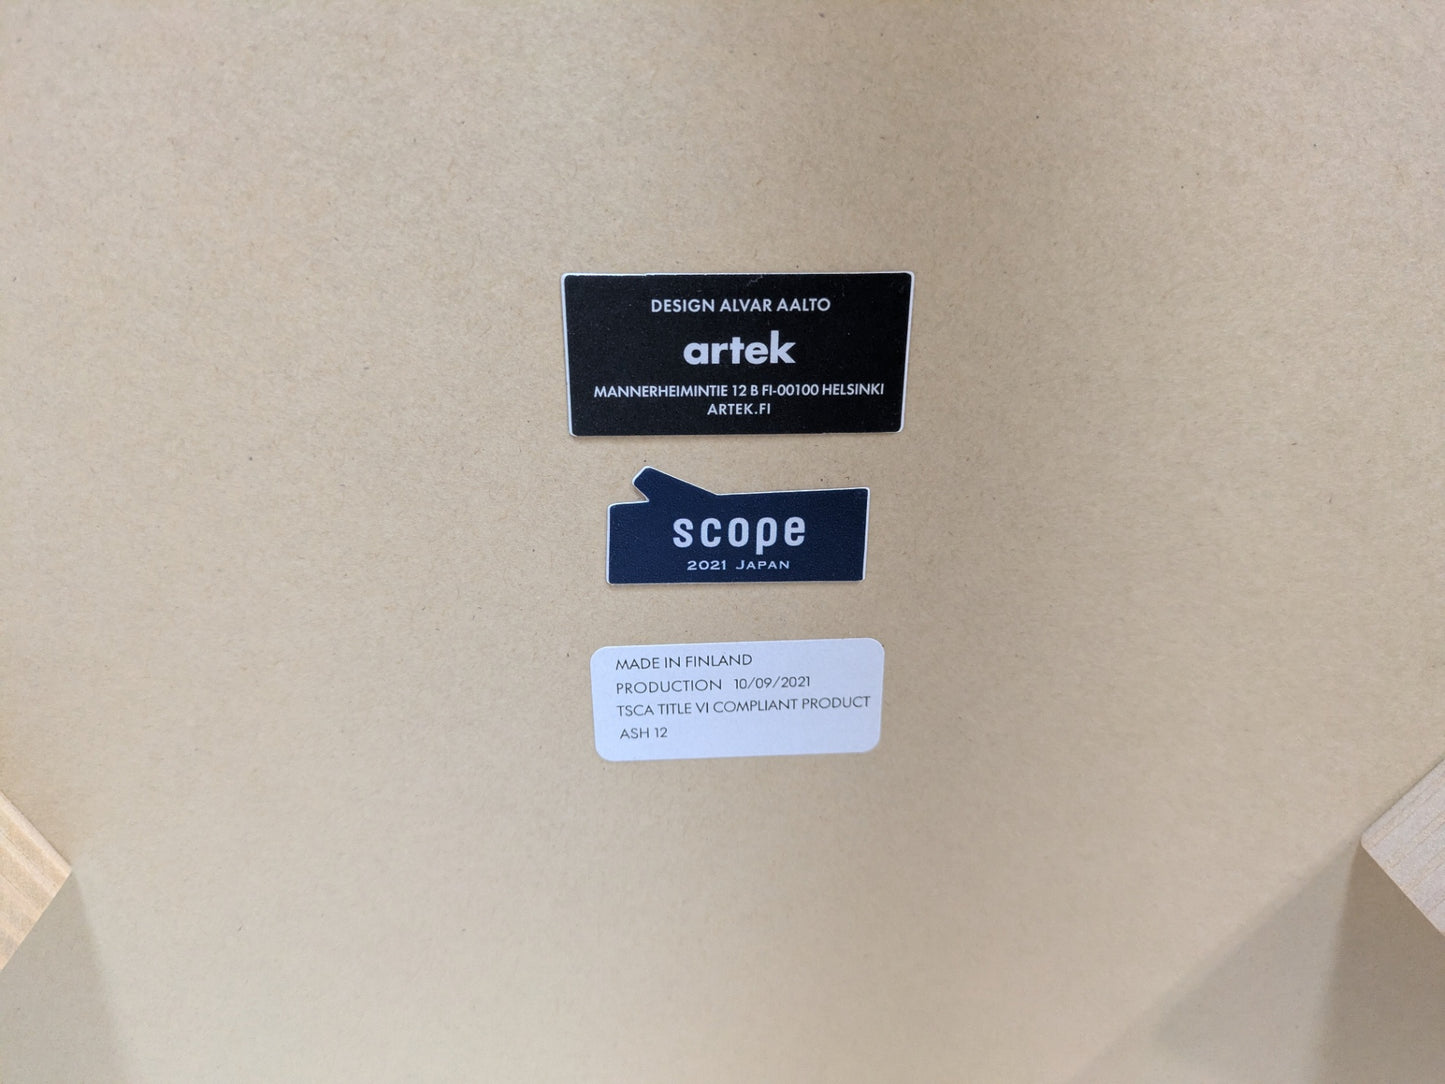 DESIGN ALVAR AALTO
artek
MANNERHEIMINTIE 12 B FI-00100 HELSINKI
ARTEK.FI
scope
2021 JAPAN
MADE IN FINLAND
PRODUCTION 10/09/2021
TSCA TITLE VI COMPLIANT PRODUCT
ASH 12